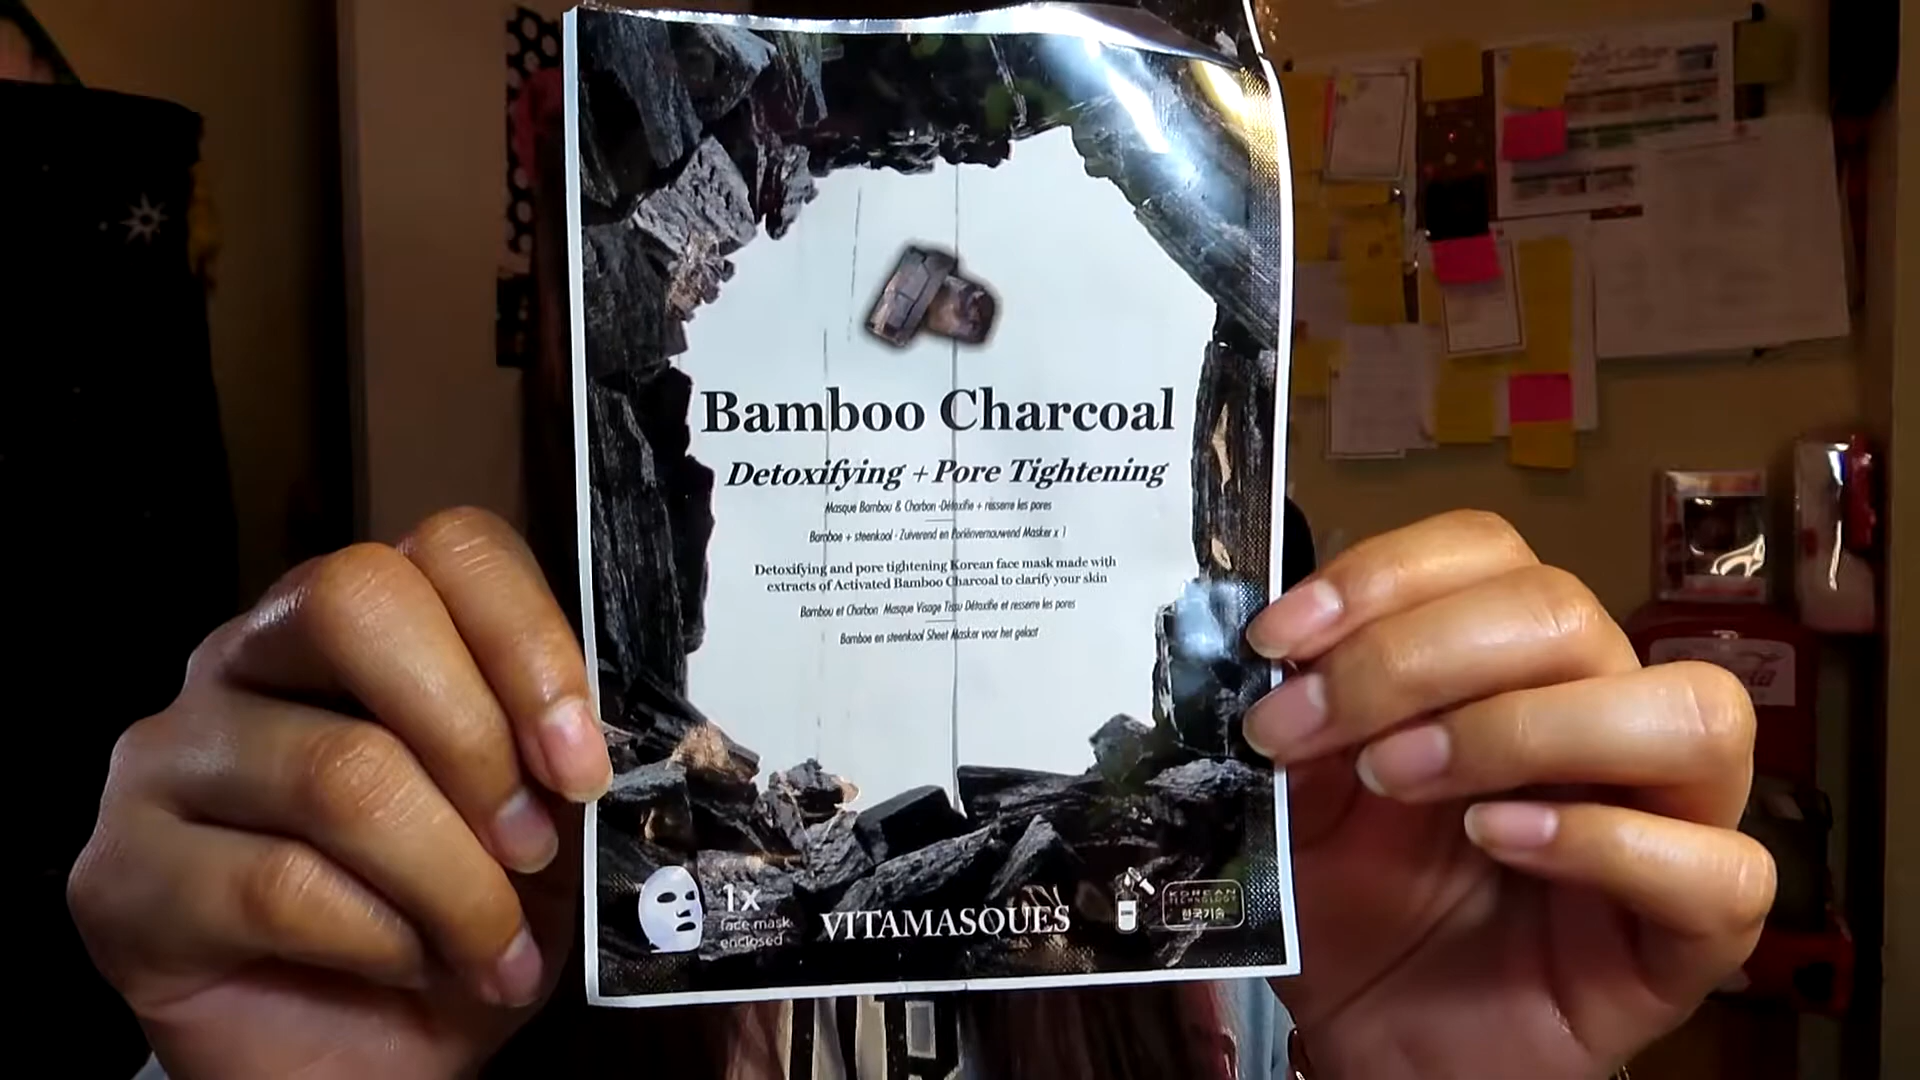 Bamboo Charcoal
Detoxifying + Pore Tightening
Masque Bambou & Charbon -Détoxifie + resserre les pores
Bamboe + steenkool - Zuiverend en Poriënvernauwend Masker x 1
Detoxifying and pore tightening Korean face mask made with
extracts of Activated Bamboo Charcoal to clarify your skin
Bambou et Charbon Masque Visage Tissu Détoxifie et resserre les pores
Bamboe en steenkool Sheet Masker voor het gelaat
1x
face mask
enclosed
VITAMASQUES
KOREAN
TECHNOLOGY
한국기술